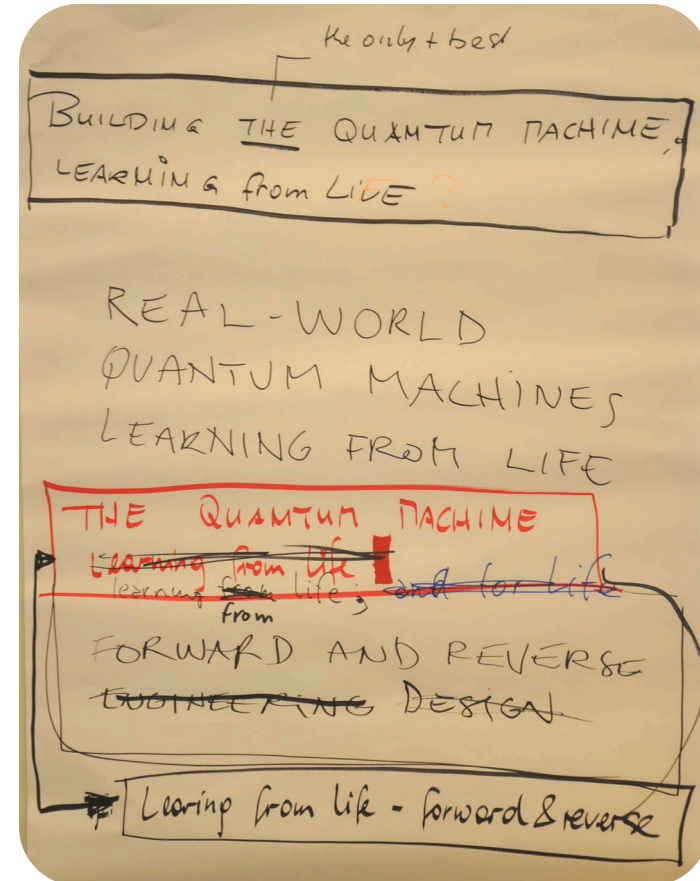 the only + best
BUILDING THE QUANTUM MACHINE,
LEARNING from LIFE ?
REAL-WORLD
QUANTUM MACHINES
LEARNING FROM LIFE
THE QUANTUM MACHINE
Learning from life
learning from life; and for Life
from
FORWARD AND REVERSE
ENGINEERING DESIGN
Learing from life - forward & reverse